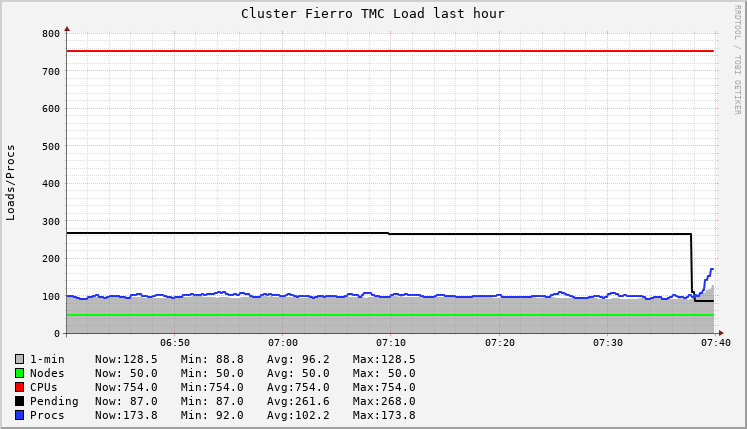 Cluster Fierro TMC Load last hour
RRDTOOL / TOBI OETIKER
Loads/Procs
800
700
600
500
400
300
200
100
0
06:50 07:00 07:10 07:20 07:30 07:40
1-min Now:128.5 Min: 88.8 Avg: 96.2 Max:128.5
Nodes Now: 50.0 Min: 50.0 Avg: 50.0 Max: 50.0
CPUs Now:754.0 Min:754.0 Avg:754.0 Max:754.0
Pending Now: 87.0 Min: 87.0 Avg:261.6 Max:268.0
Procs Now:173.8 Min: 92.0 Avg:102.2 Max:173.8